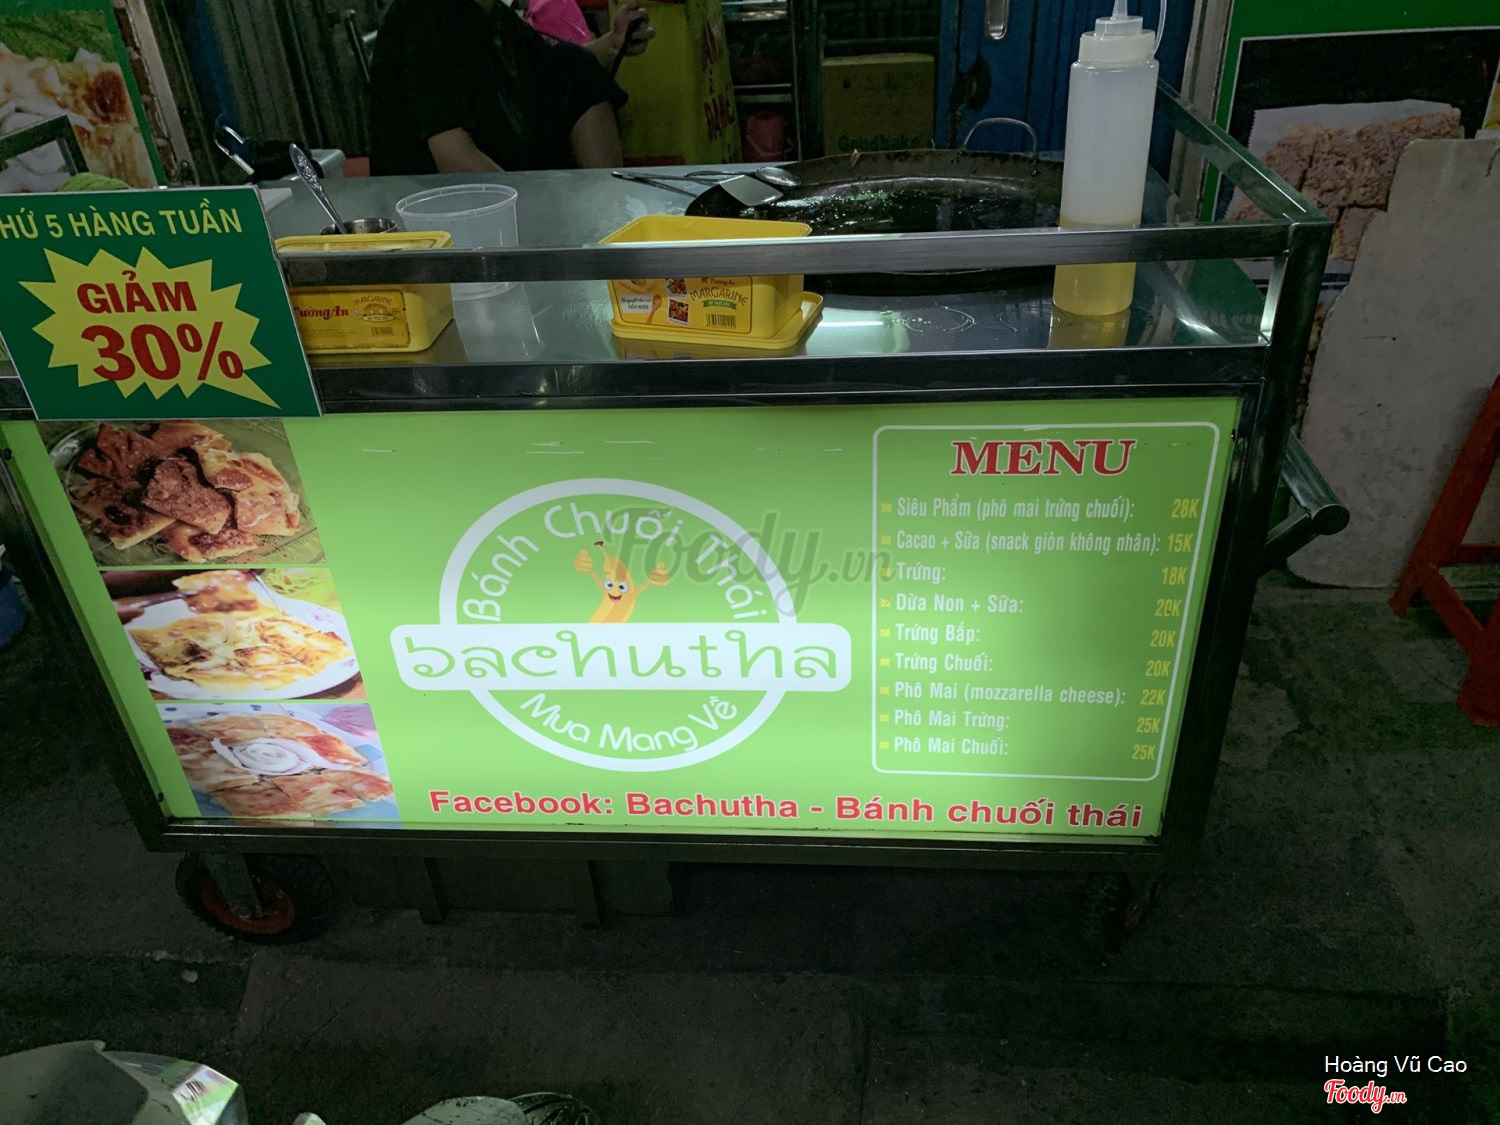 HỨ 5 HÀNG TUẦN
GIẢM
30%
TườngAn
MARGARINE
Tường An
MARGARINE
Bánh Chuối Thái
bachutha
Mua Mang Về
Facebook: Bachutha - Bánh chuối thái
MENU
Siêu Phẩm (phô mai trứng chuối): 28K
Cacao + Sữa (snack giòn không nhân): 15K
Trứng: 18K
Dừa Non + Sữa: 20K
Trứng Bắp: 20K
Trứng Chuối: 20K
Phô Mai (mozzarella cheese): 22K
Phô Mai Trứng: 25K
Phô Mai Chuối: 25K
Foody.vn
Hoàng Vũ Cao
Foody.vn